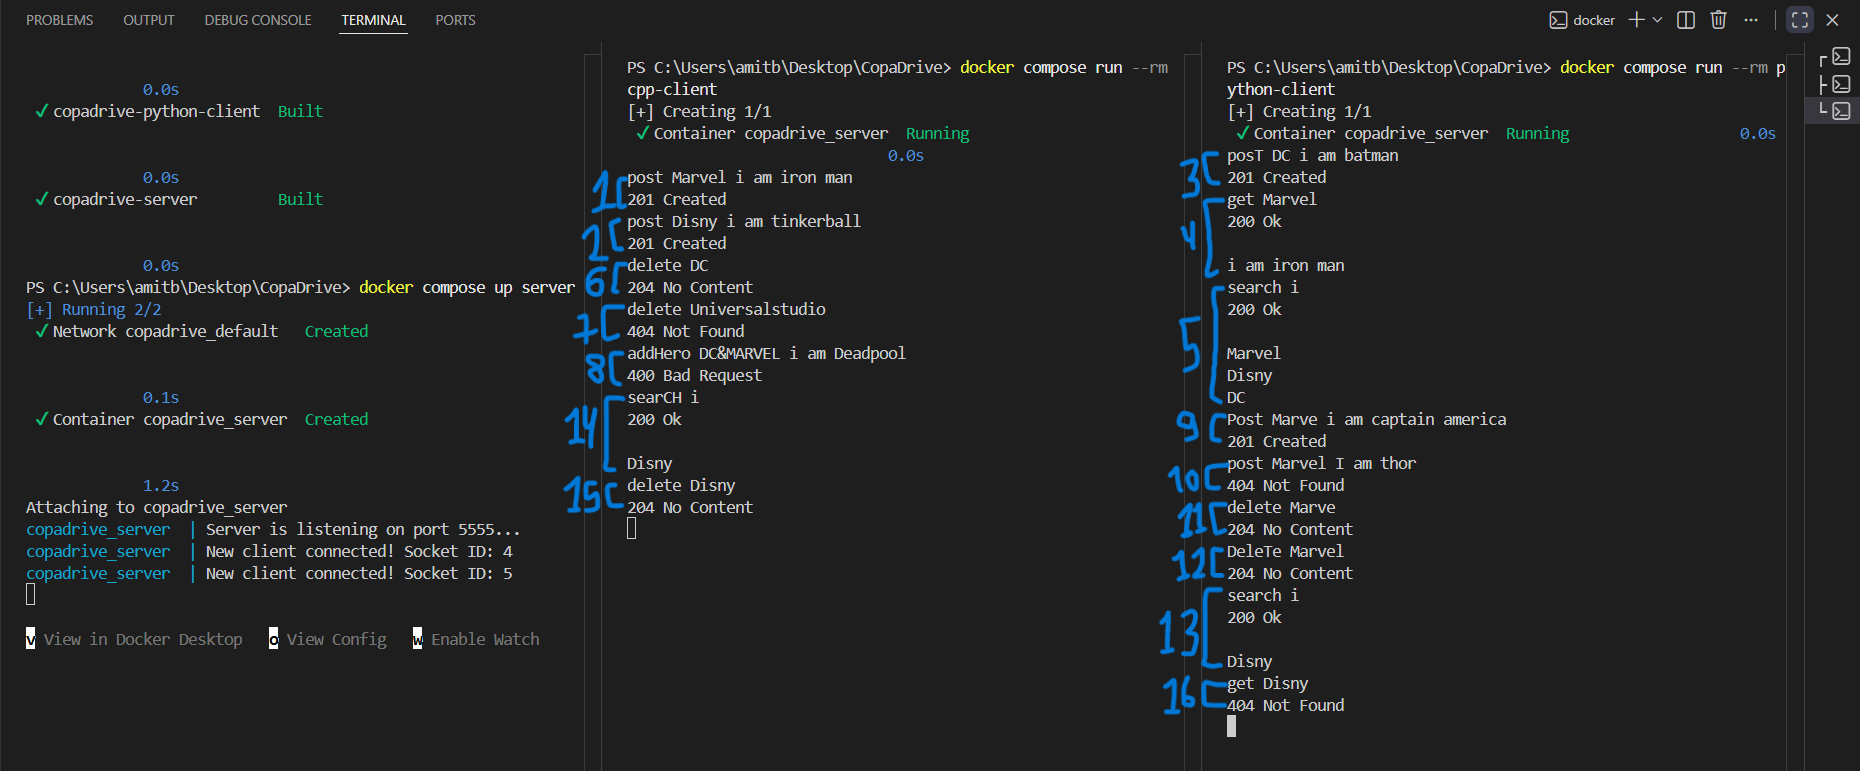 PROBLEMS OUTPUT DEBUG CONSOLE TERMINAL PORTS
docker
0.0s
✓ copadrive-python-client Built
0.0s
✓ copadrive-server Built
0.0s
PS C:\Users\amitb\Desktop\CopaDrive> docker compose up server
[+] Running 2/2
✓ Network copadrive_default Created
0.1s
✓ Container copadrive_server Created
1.2s
Attaching to copadrive_server
copadrive_server | Server is listening on port 5555...
copadrive_server | New client connected! Socket ID: 4
copadrive_server | New client connected! Socket ID: 5
v View in Docker Desktop o View Config w Enable Watch
PS C:\Users\amitb\Desktop\CopaDrive> docker compose run --rm
cpp-client
[+] Creating 1/1
✓ Container copadrive_server Running
0.0s
1 post Marvel i am iron man
201 Created
2 post Disny i am tinkerball
201 Created
6 delete DC
204 No Content
7 delete Universalstudio
404 Not Found
8 addHero DC&MARVEL i am Deadpool
400 Bad Request
14 searCH i
200 Ok
Disny
15 delete Disny
204 No Content
PS C:\Users\amitb\Desktop\CopaDrive> docker compose run --rm p
ython-client
[+] Creating 1/1
✓ Container copadrive_server Running 0.0s
3 posT DC i am batman
201 Created
4 get Marvel
200 Ok
i am iron man
5 search i
200 Ok
Marvel
Disny
DC
9 Post Marve i am captain america
201 Created
10 post Marvel I am thor
404 Not Found
11 delete Marve
204 No Content
12 DeleTe Marvel
204 No Content
13 search i
200 Ok
Disny
16 get Disny
404 Not Found